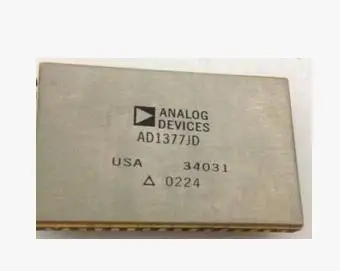 ANALOG
DEVICES
AD1377JD
USA 34031
△ 0224